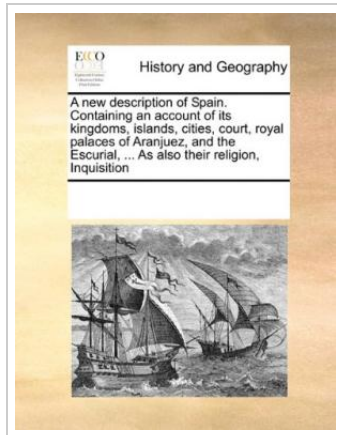 ECCO
History and Geography
A new description of Spain.
Containing an account of its
kingdoms, islands, cities, court, royal
palaces of Aranjuez, and the
Escurial, ... As also their religion,
Inquisition